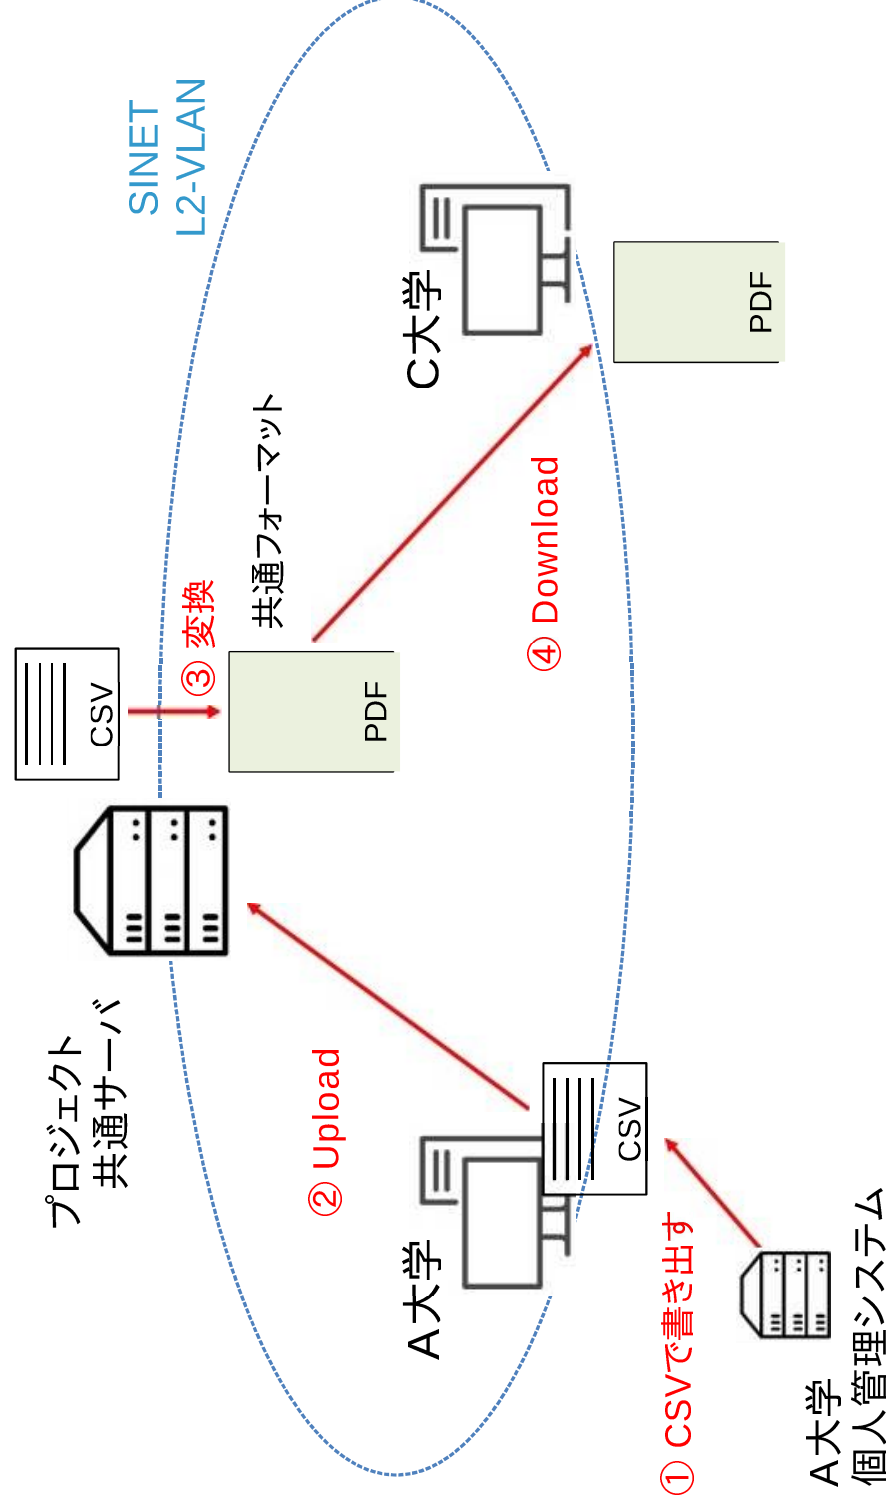 SINET
L2-VLAN
プロジェクト
共通サーバ
CSV
③ 変換
PDF
共通フォーマット
② Upload
④ Download
A大学
CSV
C大学
PDF
① CSVで書き出す
A大学
個人管理システム